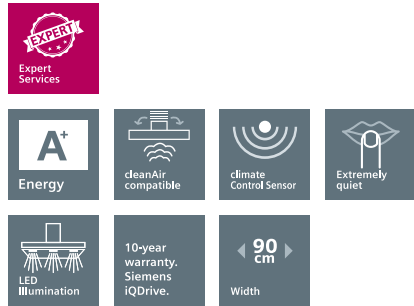 EXPERT
Expert
Services
A+
Energy
cleanAir
compatible
climate
Control Sensor
Extremely
quiet
LED
Illumination
10-year
warranty.
Siemens
iQDrive.
90
cm
Width